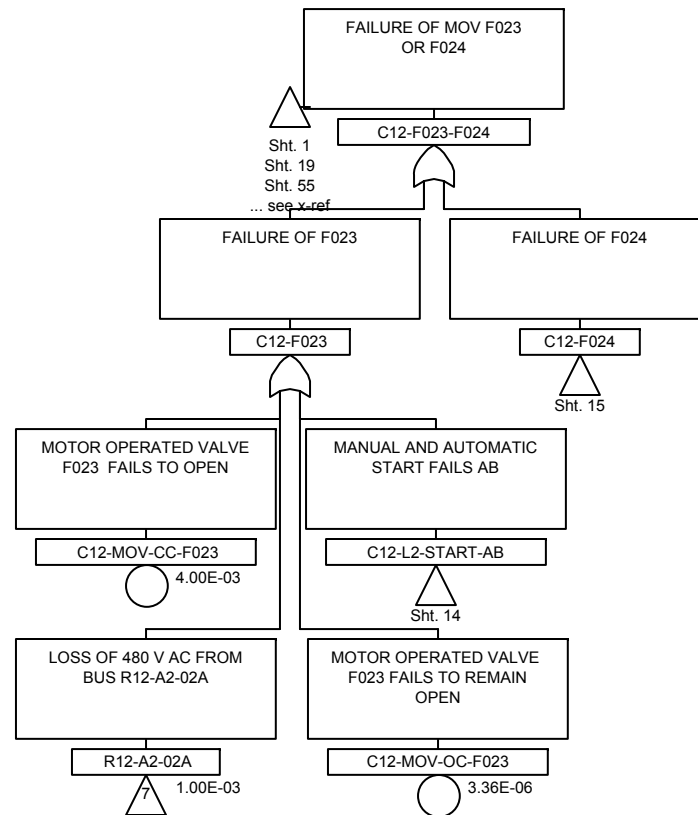 FAILURE OF MOV F023
OR F024
C12-F023-F024
Sht. 1
Sht. 19
Sht. 55
... see x-ref
FAILURE OF F023
FAILURE OF F024
C12-F023
C12-F024
Sht. 15
MOTOR OPERATED VALVE
F023 FAILS TO OPEN
MANUAL AND AUTOMATIC
START FAILS AB
C12-MOV-CC-F023
C12-L2-START-AB
4.00E-03
Sht. 14
LOSS OF 480 V AC FROM
BUS R12-A2-02A
MOTOR OPERATED VALVE
F023 FAILS TO REMAIN
OPEN
R12-A2-02A
C12-MOV-OC-F023
7
1.00E-03
3.36E-06